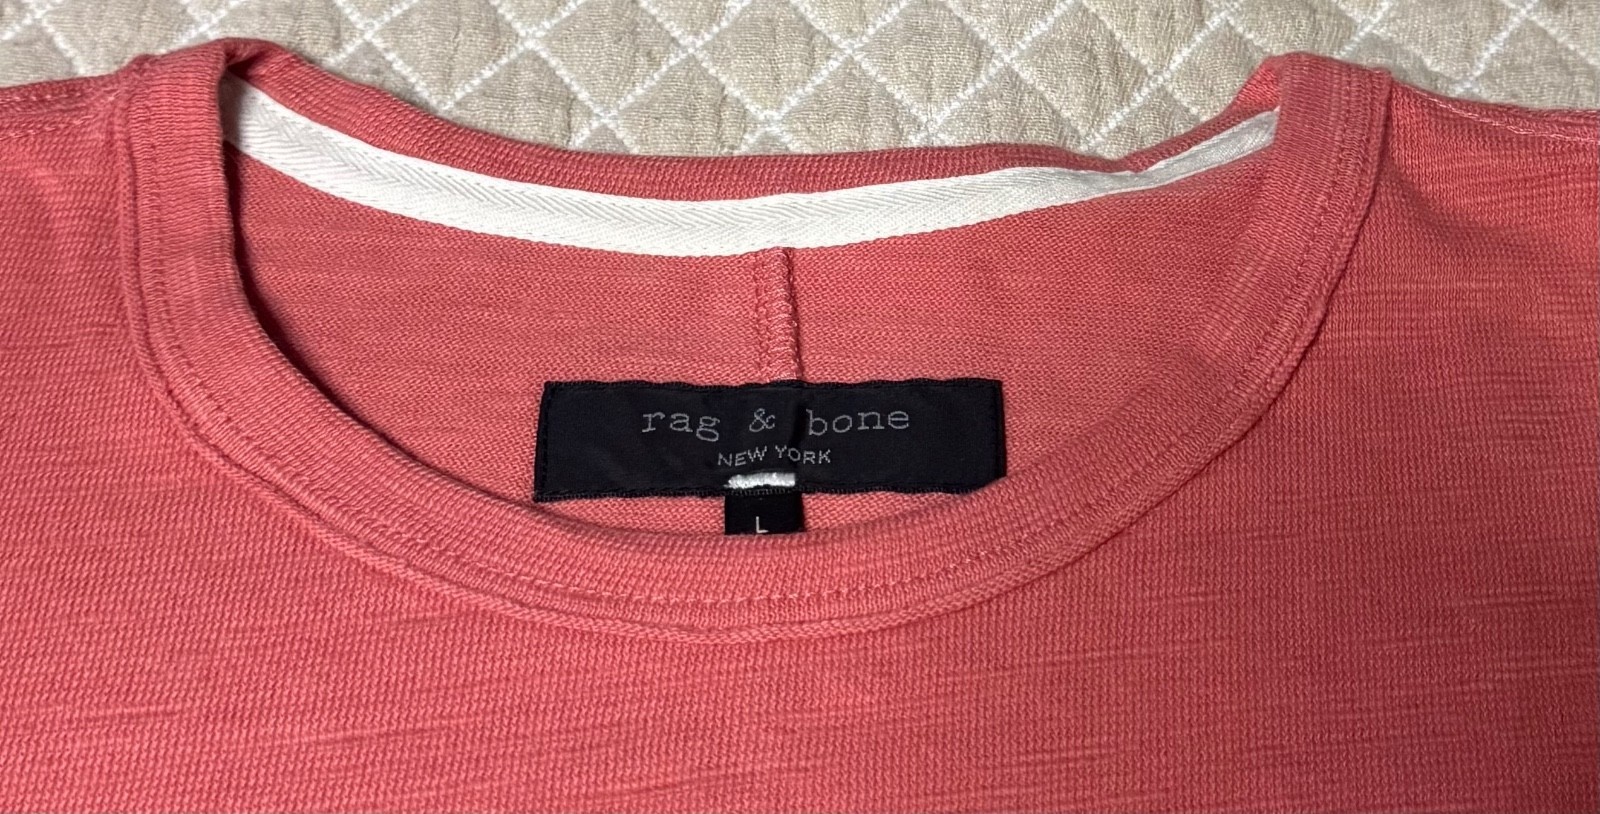 rag & bone
NEW YORK
L